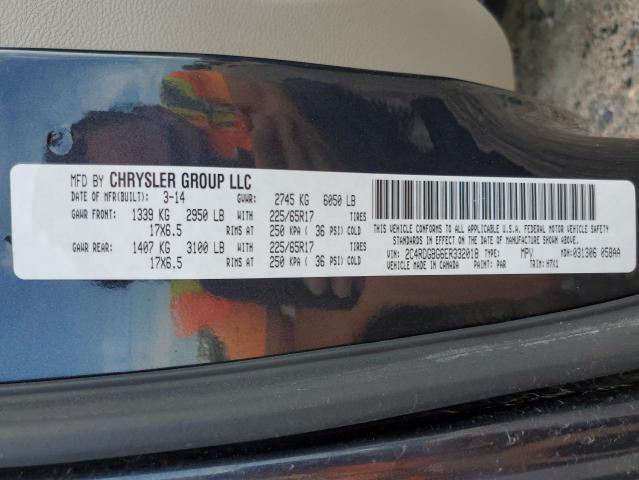 MFD BY CHRYSLER GROUP LLC
DATE OF MFR(BUILT): 3-14 GVWR: 2745 KG 6050 LB
GAWR FRONT: 1339 KG 2950 LB WITH 225/65R17 TIRES
17X6.5 RIMS AT 250 KPA ( 36 PSI) COLD
GAWR REAR: 1407 KG 3100 LB WITH 225/65R17 TIRES
17X6.5 RIMS AT 250 KPA ( 36 PSI) COLD
THIS VEHICLE CONFORMS TO ALL APPLICABLE U.S.A. FEDERAL MOTOR VEHICLE SAFETY
STANDARDS IN EFFECT ON THE DATE OF MANUFACTURE SHOWN ABOVE.
VIN: 2C4RDGBG6ER332018 TYPE: MPV MDH: 031306 058AA
VEHICLE MADE IN CANADA PAINT: PAR TRIM: H7X1